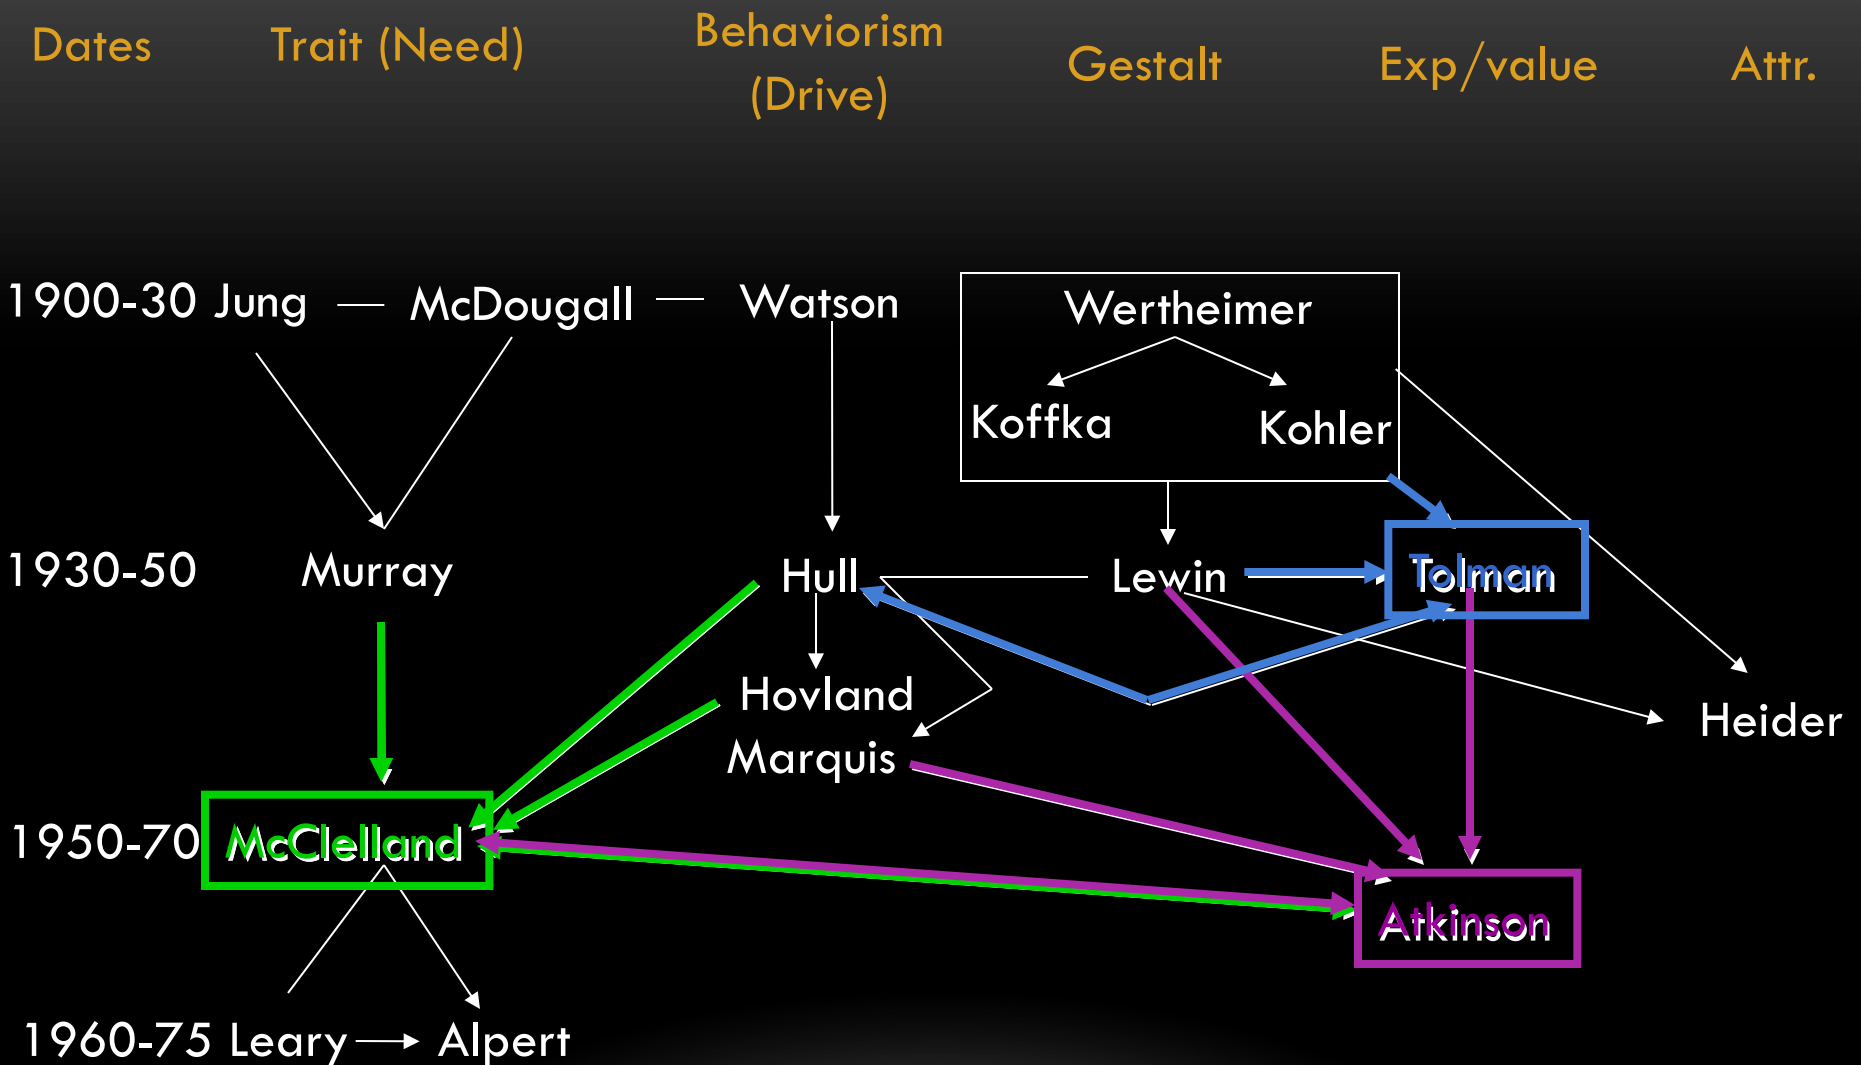 Dates Trait (Need) Behaviorism (Drive) Gestalt Exp/value Attr.
1900-30 Jung McDougall Watson Wertheimer
Koffka Kohler
1930-50 Murray Hull Lewin Tolman
Hovland
Marquis
Heider
1950-70 McClelland
Atkinson
1960-75 Leary Alpert